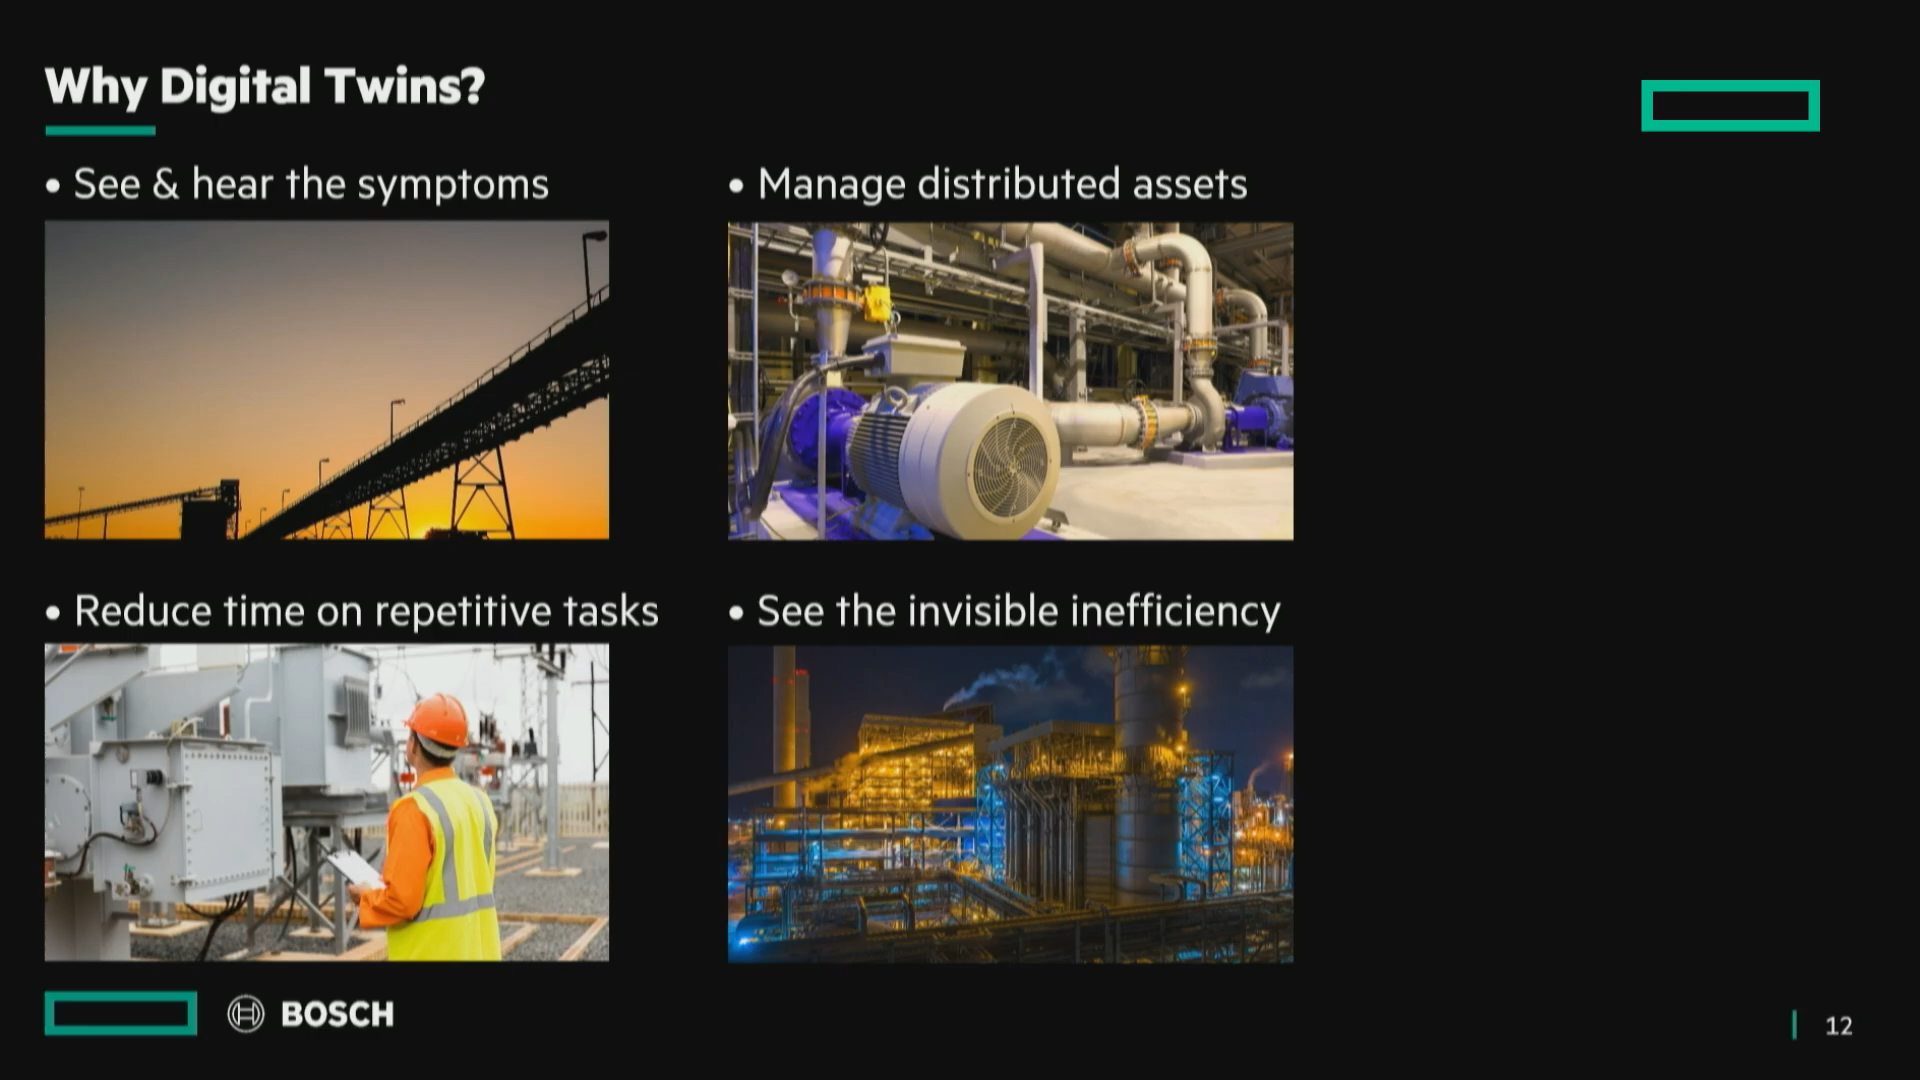 Why Digital Twins?
• See & hear the symptoms
• Manage distributed assets
• Reduce time on repetitive tasks
• See the invisible inefficiency
BOSCH
12